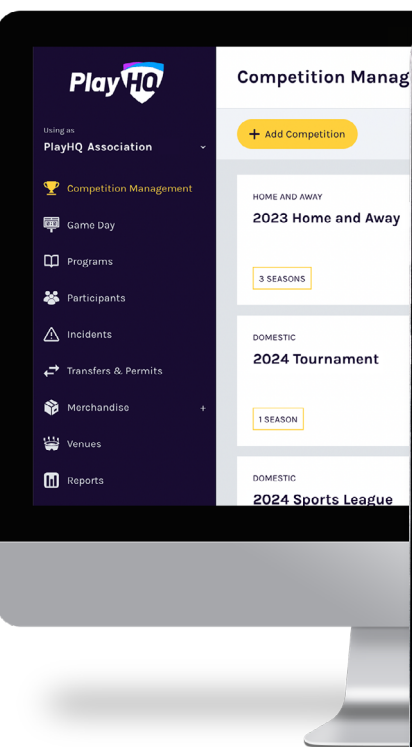 PlayHQ
Using as
PlayHQ Association
Competition Management
Game Day
Programs
Participants
Incidents
Transfers & Permits
Merchandise +
Venues
Reports
Competition Manag
+ Add Competition
HOME AND AWAY
2023 Home and Away
3 SEASONS
DOMESTIC
2024 Tournament
1 SEASON
DOMESTIC
2024 Sports League